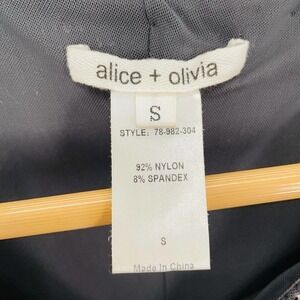 alice + olivia
S
STYLE: 78-982-304
92% NYLON
8% SPANDEX
S
Made In China